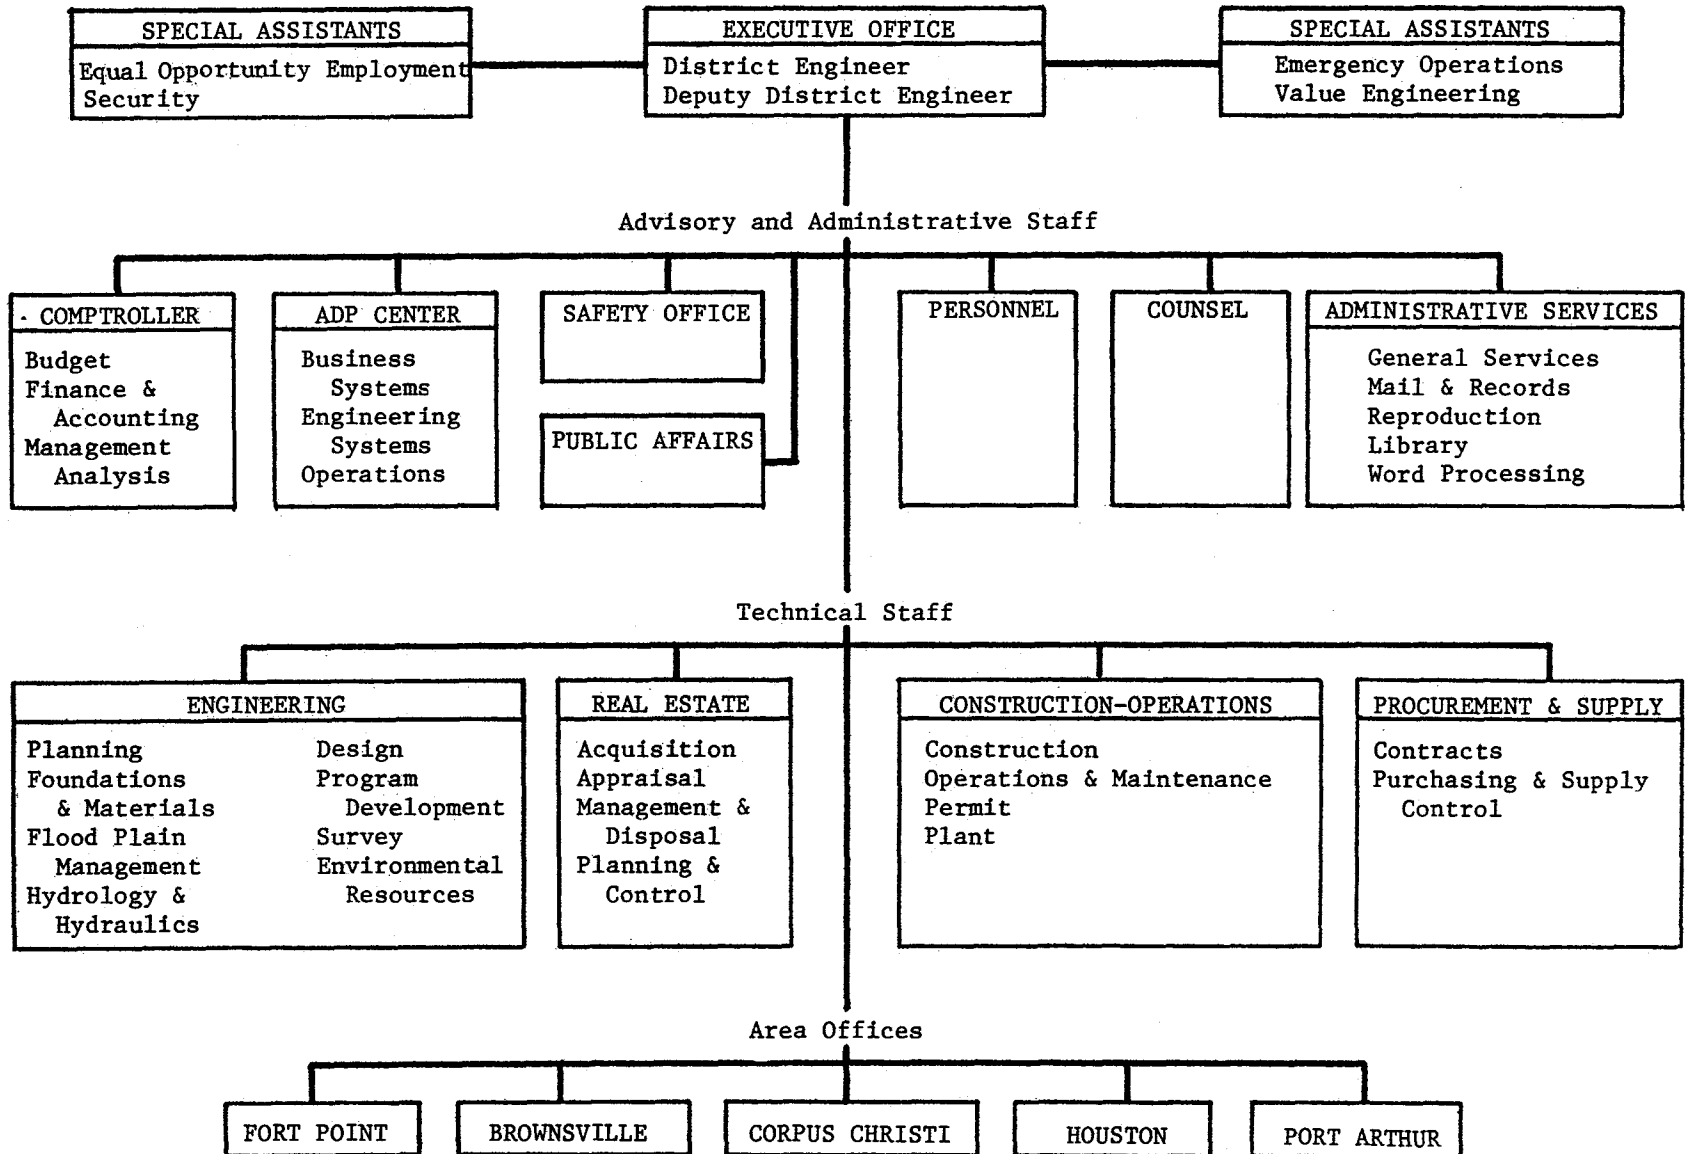 SPECIAL ASSISTANTS
Equal Opportunity Employment
Security
EXECUTIVE OFFICE
District Engineer
Deputy District Engineer
SPECIAL ASSISTANTS
Emergency Operations
Value Engineering
Advisory and Administrative Staff
COMPTROLLER
Budget
Finance &
Accounting
Management
Analysis
ADP CENTER
Business
Systems
Engineering
Systems
Operations
SAFETY OFFICE
PUBLIC AFFAIRS
PERSONNEL
COUNSEL
ADMINISTRATIVE SERVICES
General Services
Mail & Records
Reproduction
Library
Word Processing
Technical Staff
ENGINEERING
Planning
Foundations
& Materials
Flood Plain
Management
Hydrology &
Hydraulics
Design
Program
Development
Survey
Environmental
Resources
REAL ESTATE
Acquisition
Appraisal
Management &
Disposal
Planning &
Control
CONSTRUCTION-OPERATIONS
Construction
Operations & Maintenance
Permit
Plant
PROCUREMENT & SUPPLY
Contracts
Purchasing & Supply
Control
Area Offices
FORT POINT
BROWNSVILLE
CORPUS CHRISTI
HOUSTON
PORT ARTHUR